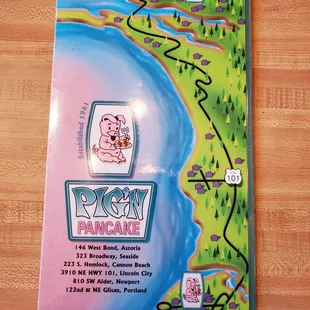 Established 1961
PIG'N
PANCAKE
146 West Bond, Astoria
323 Broadway, Seaside
223 S. Hemlock, Cannon Beach
3910 NE HWY 101, Lincoln City
810 SW Alder, Newport
122nd & NE Glisan, Portland
101